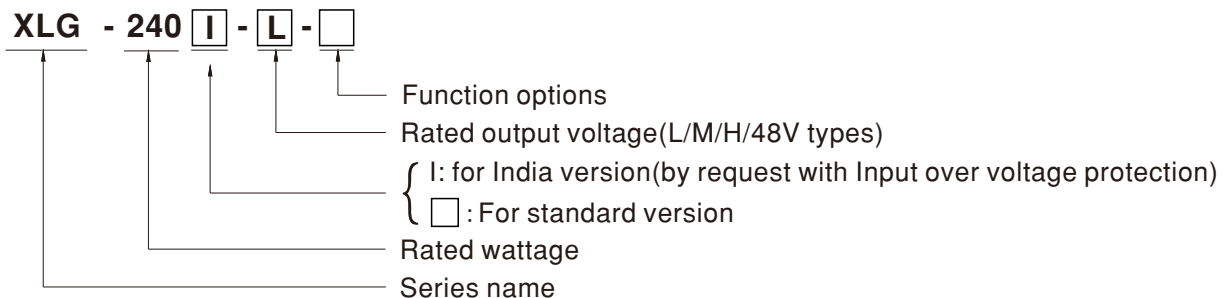 XLG - 240 I - L - □
Function options
Rated output voltage(L/M/H/48V types)
I: for India version(by request with Input over voltage protection)
□ : For standard version
Rated wattage
Series name